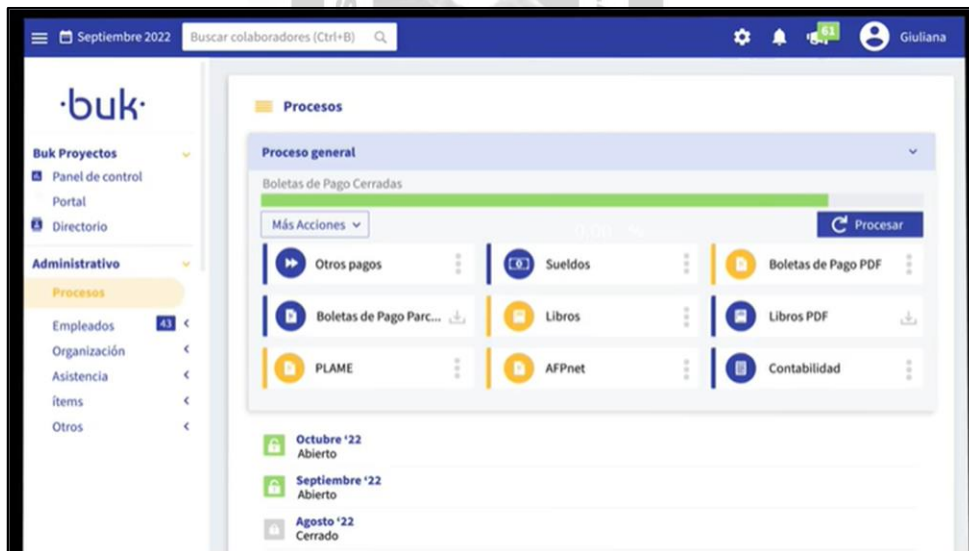 Septiembre 2022
Buscar colaboradores (Ctrl+B)
61
Giuliana
·buk·
Buk Proyectos
Panel de control
Portal
Directorio
Administrativo
Procesos
Empleados 43
Organización
Asistencia
ítems
Otros
Procesos
Proceso general
Boletas de Pago Cerradas
Más Acciones
Procesar
Otros pagos
Sueldos
Boletas de Pago PDF
Boletas de Pago Parc...
Libros
Libros PDF
PLAME
AFPnet
Contabilidad
Octubre ‘22
Abierto
Septiembre ‘22
Abierto
Agosto ‘22
Cerrado